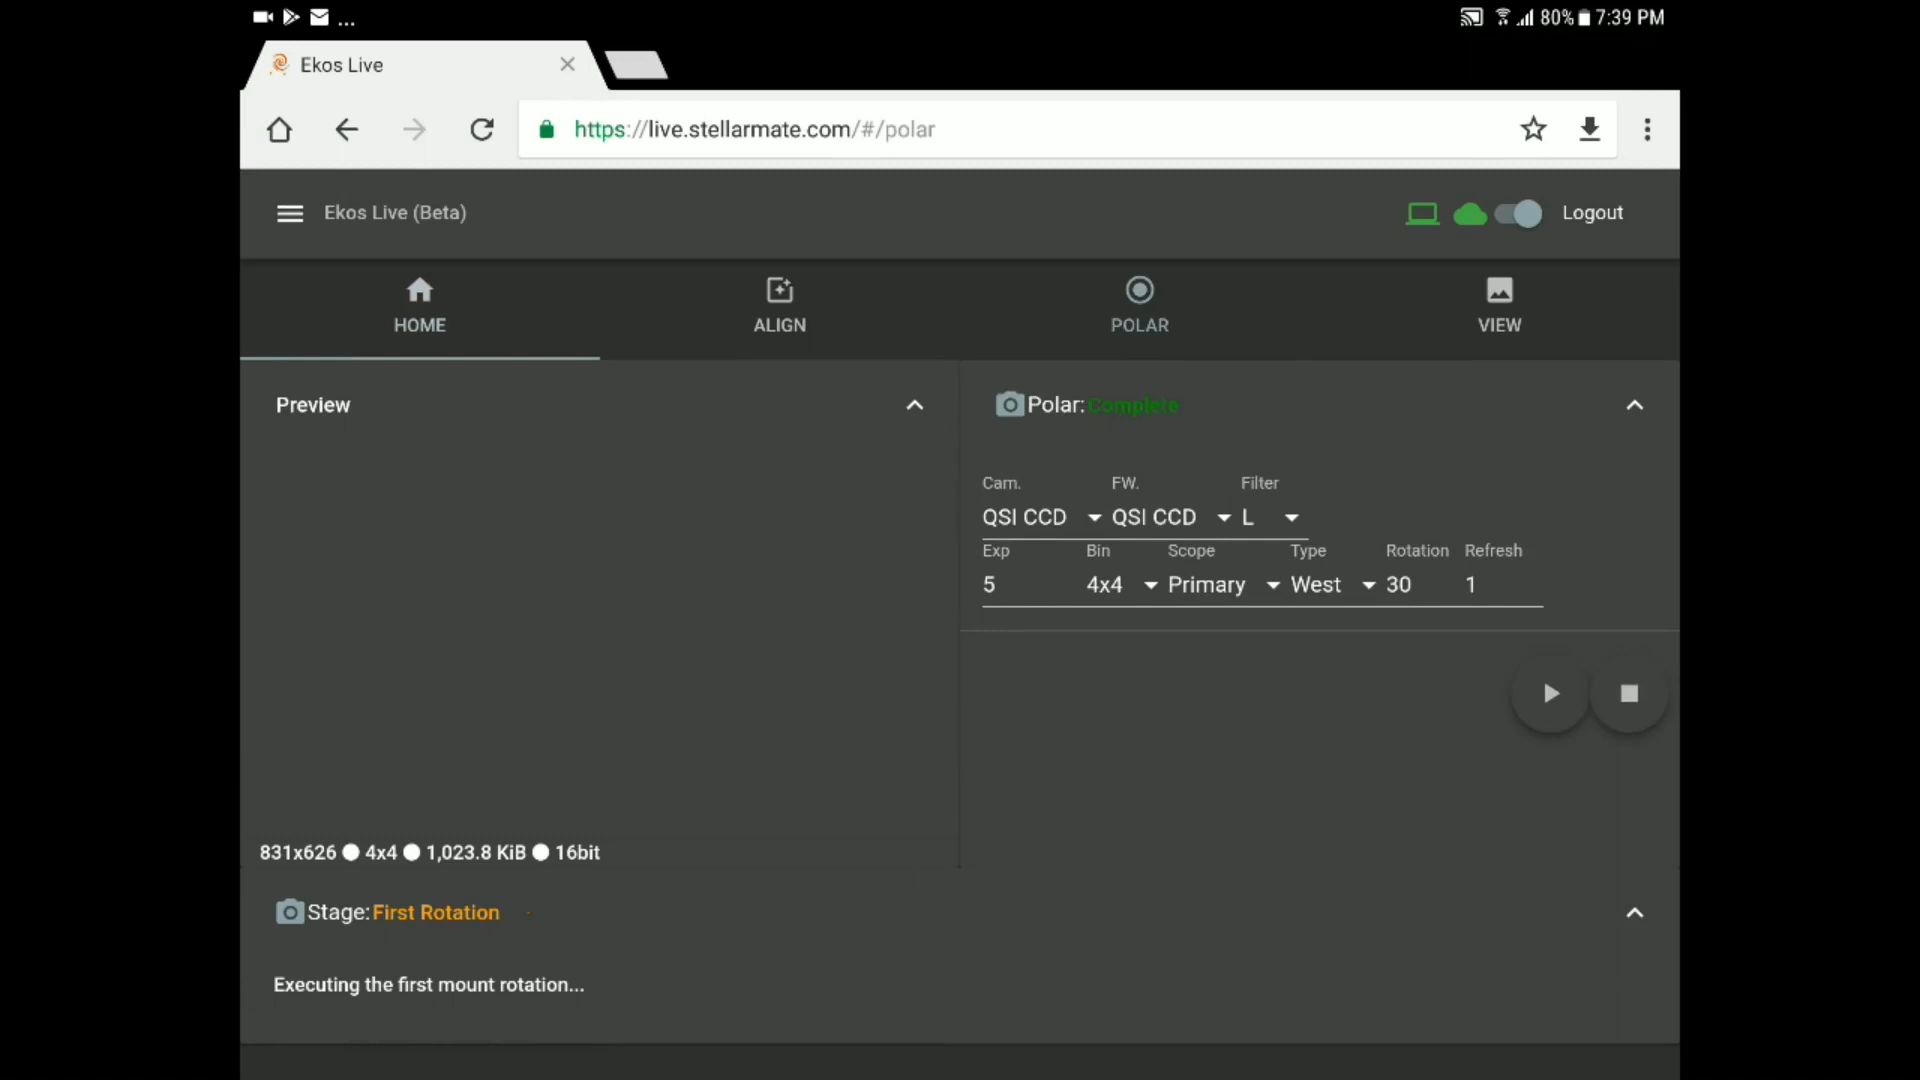 ... 80% 7:39 PM
Ekos Live
https://live.stellarmate.com/#/polar
Ekos Live (Beta) Logout
HOME ALIGN POLAR VIEW
Preview
Polar: Complete
Cam. FW. Filter
QSI CCD QSI CCD L
Exp Bin Scope Type Rotation Refresh
5 4x4 Primary West 30 1
831x626 4x4 1,023.8 KiB 16bit
Stage: First Rotation
Executing the first mount rotation...